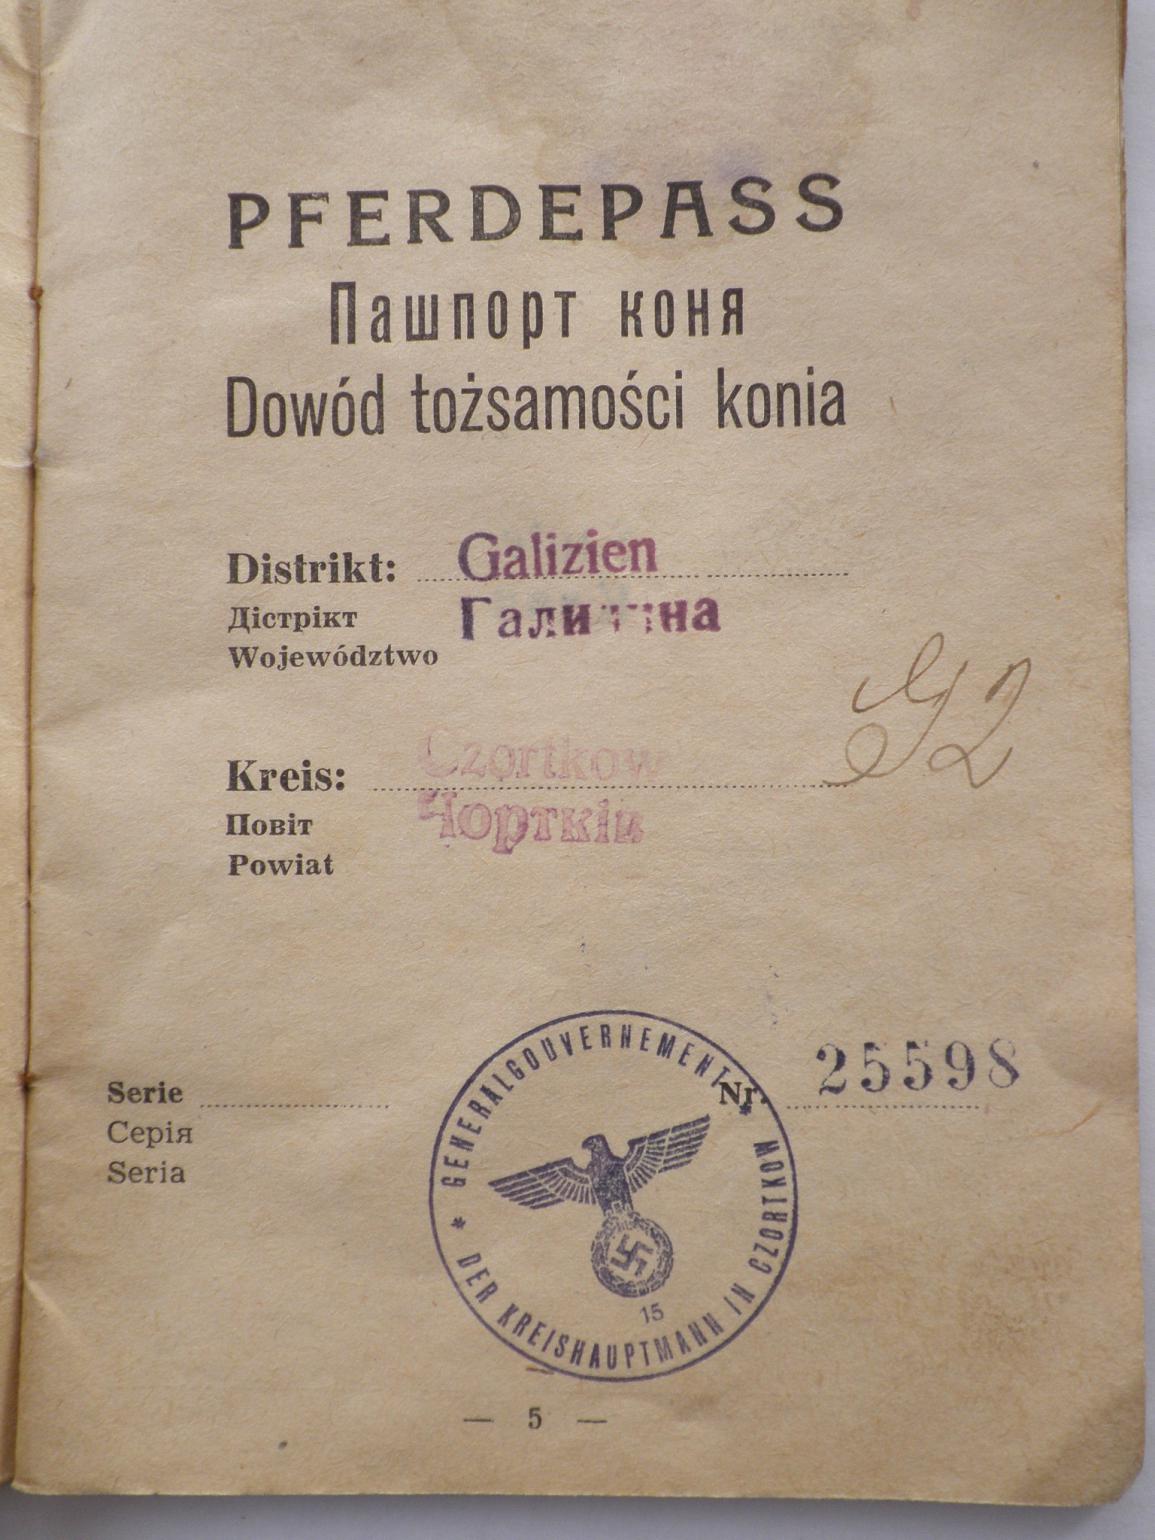 PFERDEPASS
Пашпорт коня
Dowód tożsamości konia
Distrikt: Galizien
Дістрікт Галичина
Województwo
Kreis: Czortkow
Повіт Чортків
Powiat
Serie
Серія
Seria
Nr. 25598
* GENERALGOUVERNEMENT *
DER KREISHAUPTMANN IN CZORTKOW
15
— 5 —